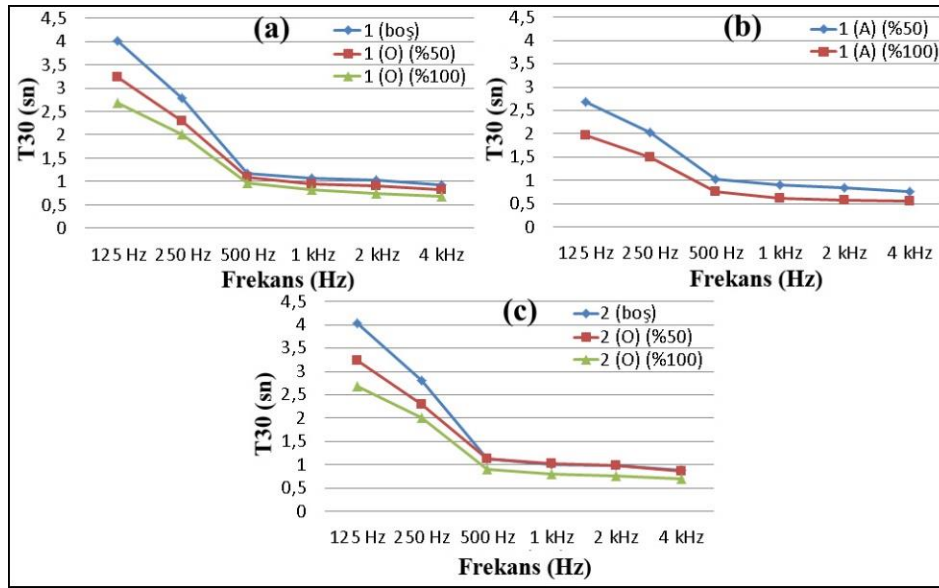 (a)
4,5
4
3,5
3
2,5
2
1,5
1
0,5
0
T30 (sn)
1 (boş)
1 (O) (%50)
1 (O) (%100)
125 Hz 250 Hz 500 Hz 1 kHz 2 kHz 4 kHz
Frekans (Hz)
(b)
4,5
4
3,5
3
2,5
2
1,5
1
0,5
0
T30 (sn)
1 (A) (%50)
1 (A) (%100)
125 Hz 250 Hz 500 Hz 1 kHz 2 kHz 4 kHz
Frekans (Hz)
(c)
4,5
4
3,5
3
2,5
2
1,5
1
0,5
0
T30 (sn)
2 (boş)
2 (O) (%50)
2 (O) (%100)
125 Hz 250 Hz 500 Hz 1 kHz 2 kHz 4 kHz
Frekans (Hz)